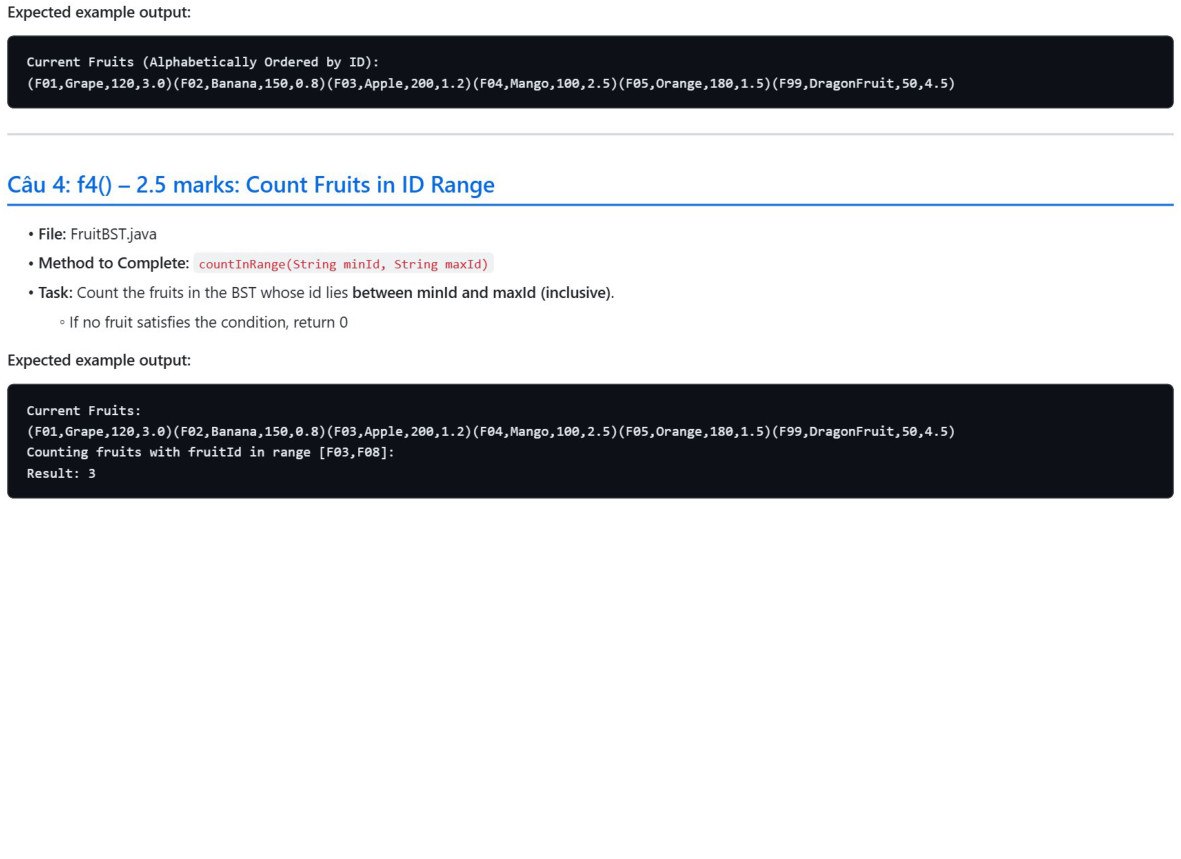 Expected example output:
Current Fruits (Alphabetically Ordered by ID):
(F01,Grape,120,3.0)(F02,Banana,150,0.8)(F03,Apple,200,1.2)(F04,Mango,100,2.5)(F05,Orange,180,1.5)(F99,DragonFruit,50,4.5)
Câu 4: f4() – 2.5 marks: Count Fruits in ID Range
• File: FruitBST.java
• Method to Complete: countInRange(String minId, String maxId)
• Task: Count the fruits in the BST whose id lies between minId and maxId (inclusive).
◦ If no fruit satisfies the condition, return 0
Expected example output:
Current Fruits:
(F01,Grape,120,3.0)(F02,Banana,150,0.8)(F03,Apple,200,1.2)(F04,Mango,100,2.5)(F05,Orange,180,1.5)(F99,DragonFruit,50,4.5)
Counting fruits with fruitId in range [F03,F08]:
Result: 3